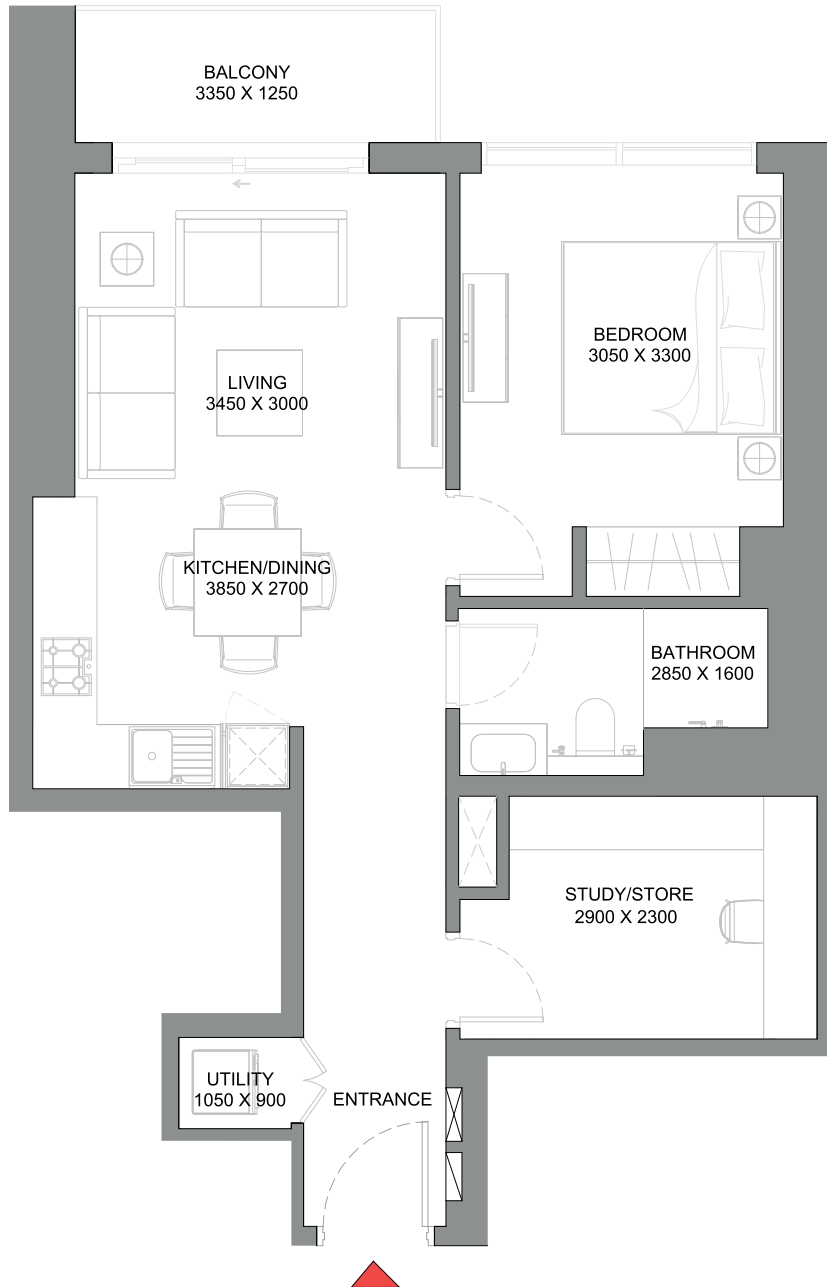 BALCONY
3350 X 1250
BEDROOM
3050 X 3300
LIVING
3450 X 3000
KITCHEN/DINING
3850 X 2700
BATHROOM
2850 X 1600
STUDY/STORE
2900 X 2300
UTILITY
1050 X 900
ENTRANCE